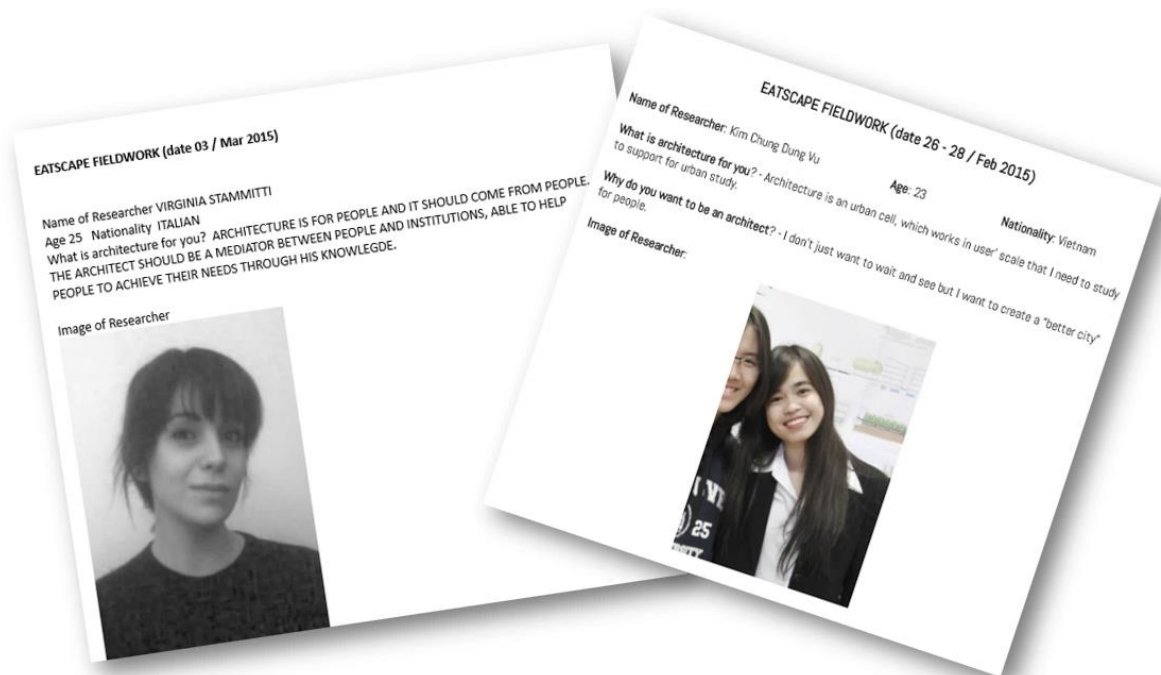 EATSCAPE FIELDWORK (date 03 / Mar 2015)
Name of Researcher VIRGINIA STAMMITTI
Age 25 Nationality ITALIAN
What is architecture for you? ARCHITECTURE IS FOR PEOPLE AND IT SHOULD COME FROM PEOPLE.
THE ARCHITECT SHOULD BE A MEDIATOR BETWEEN PEOPLE AND INSTITUTIONS, ABLE TO HELP
PEOPLE TO ACHIEVE THEIR NEEDS THROUGH HIS KNOWLEGDE.
Image of Researcher
EATSCAPE FIELDWORK (date 26 - 28 / Feb 2015)
Name of Researcher: Kim Chung Dung Vu Age: 23 Nationality: Vietnam
What is architecture for you? - Architecture is an urban cell, which works in user' scale that I need to study
to support for urban study.
Why do you want to be an architect? - I don't just want to wait and see but I want to create a "better city"
for people.
Image of Researcher:
25